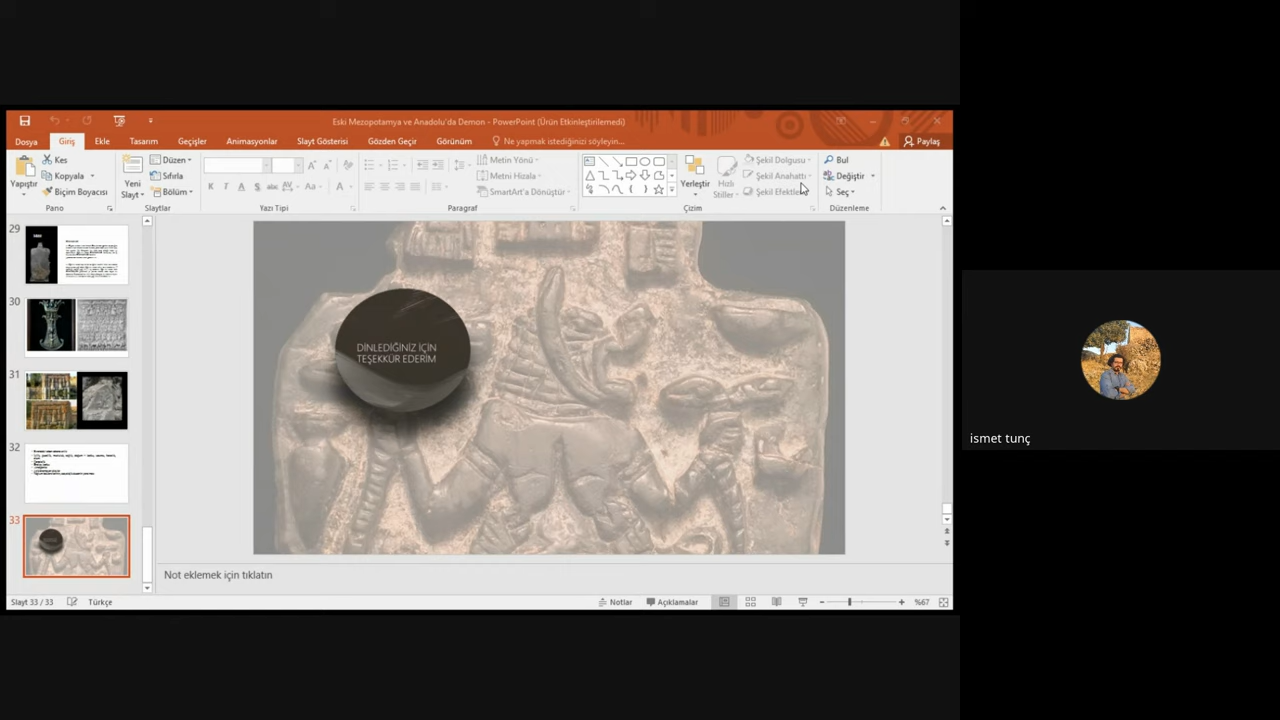 Eski Mezopotamya ve Anadolu'da Demon - PowerPoint (Ürün Etkinleştirilemedi)
Dosya Giriş Ekle Tasarım Geçişler Animasyonlar Slayt Gösterisi Gözden Geçir Görünüm Ne yapmak istediğinizi söyleyin... Paylaş
Yapıştır
Kes
Kopyala
Biçim Boyacısı
Pano
Yeni
Slayt
Düzen
Sıfırla
Bölüm
Slaytlar
K T A S abc AV Aa A
Yazı Tipi
Metin Yönü
Metni Hizala
SmartArt'a Dönüştür
Paragraf
Yerleştir
Hızlı
Stiller
Şekil Dolgusu
Şekil Anahattı
Şekil Efektleri
Çizim
Bul
Değiştir
Seç
Düzenleme
29
30
31
32
33
DİNLEDİĞİNİZ İÇİN
TEŞEKKÜR EDERİM
Not eklemek için tıklatın
Slayt 33 / 33 Türkçe Notlar Açıklamalar %67
ismet tunç